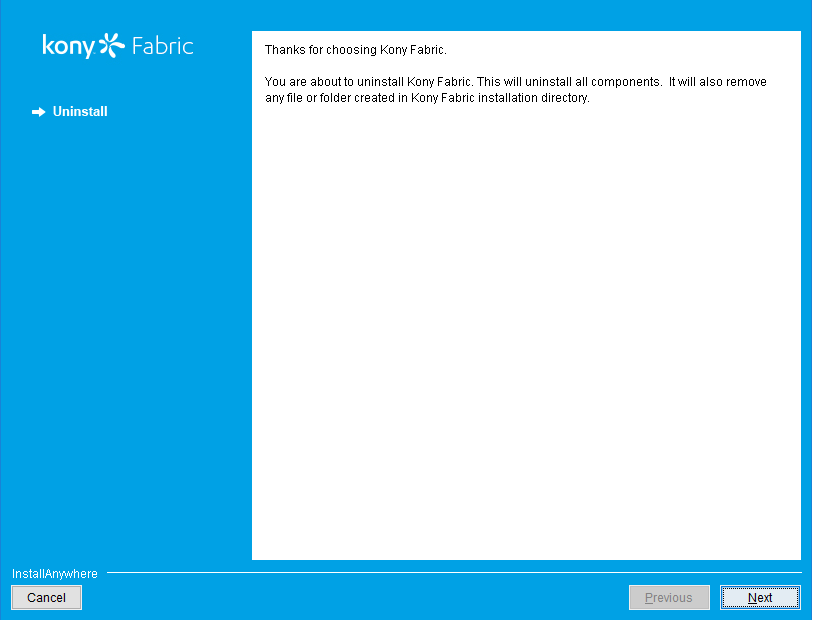 kony Fabric
Uninstall
Thanks for choosing Kony Fabric.
You are about to uninstall Kony Fabric. This will uninstall all components.  It will also remove
any file or folder created in Kony Fabric installation directory.
InstallAnywhere
Cancel
Previous
Next